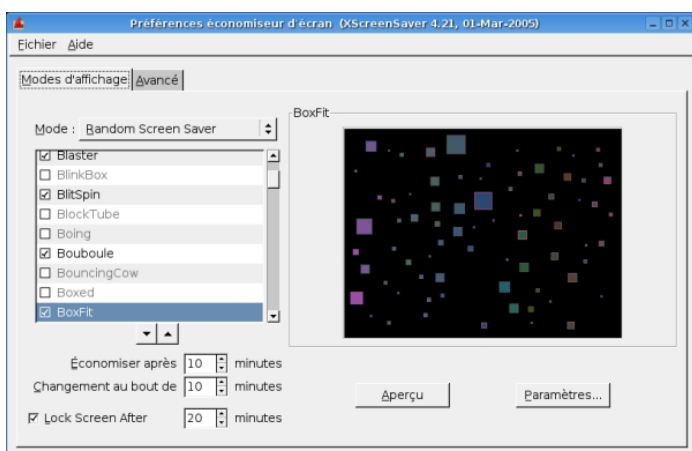 Préférences économiseur d'écran (XScreenSaver 4.21, 01-Mar-2005)
Fichier Aide
Modes d'affichage Avancé
Mode : Random Screen Saver
BoxFit
Blaster
BlinkBox
BlitSpin
BlockTube
Boing
Bouboule
BouncingCow
Boxed
BoxFit
Économiser après 10 minutes
Changement au bout de 10 minutes
Lock Screen After 20 minutes
Aperçu
Paramètres...